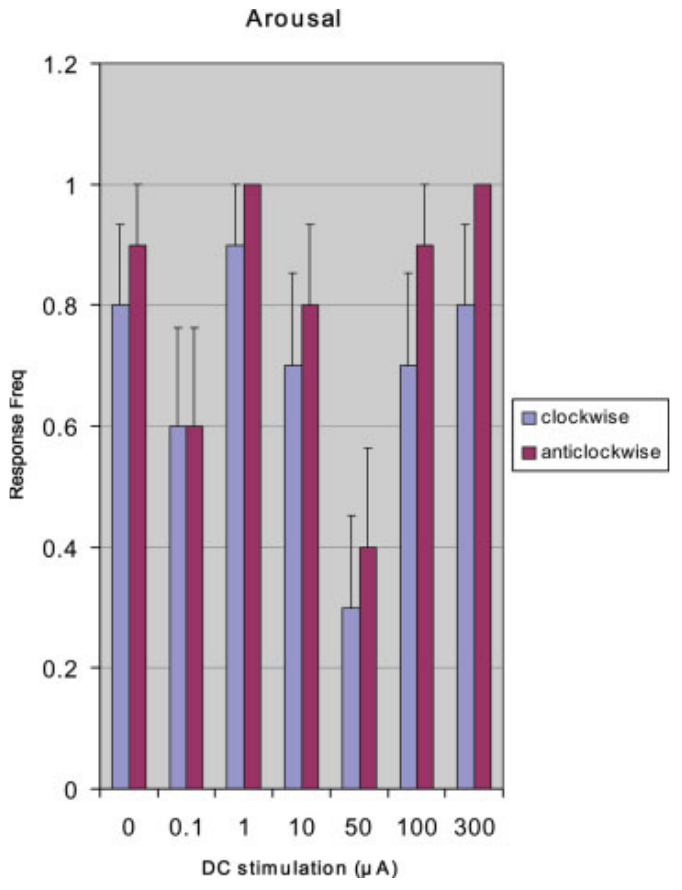 Arousal
1.2
1
0.8
0.6
0.4
0.2
0
Response Freq
0 0.1 1 10 50 100 300
DC stimulation (μ A)
clockwise
anticlockwise